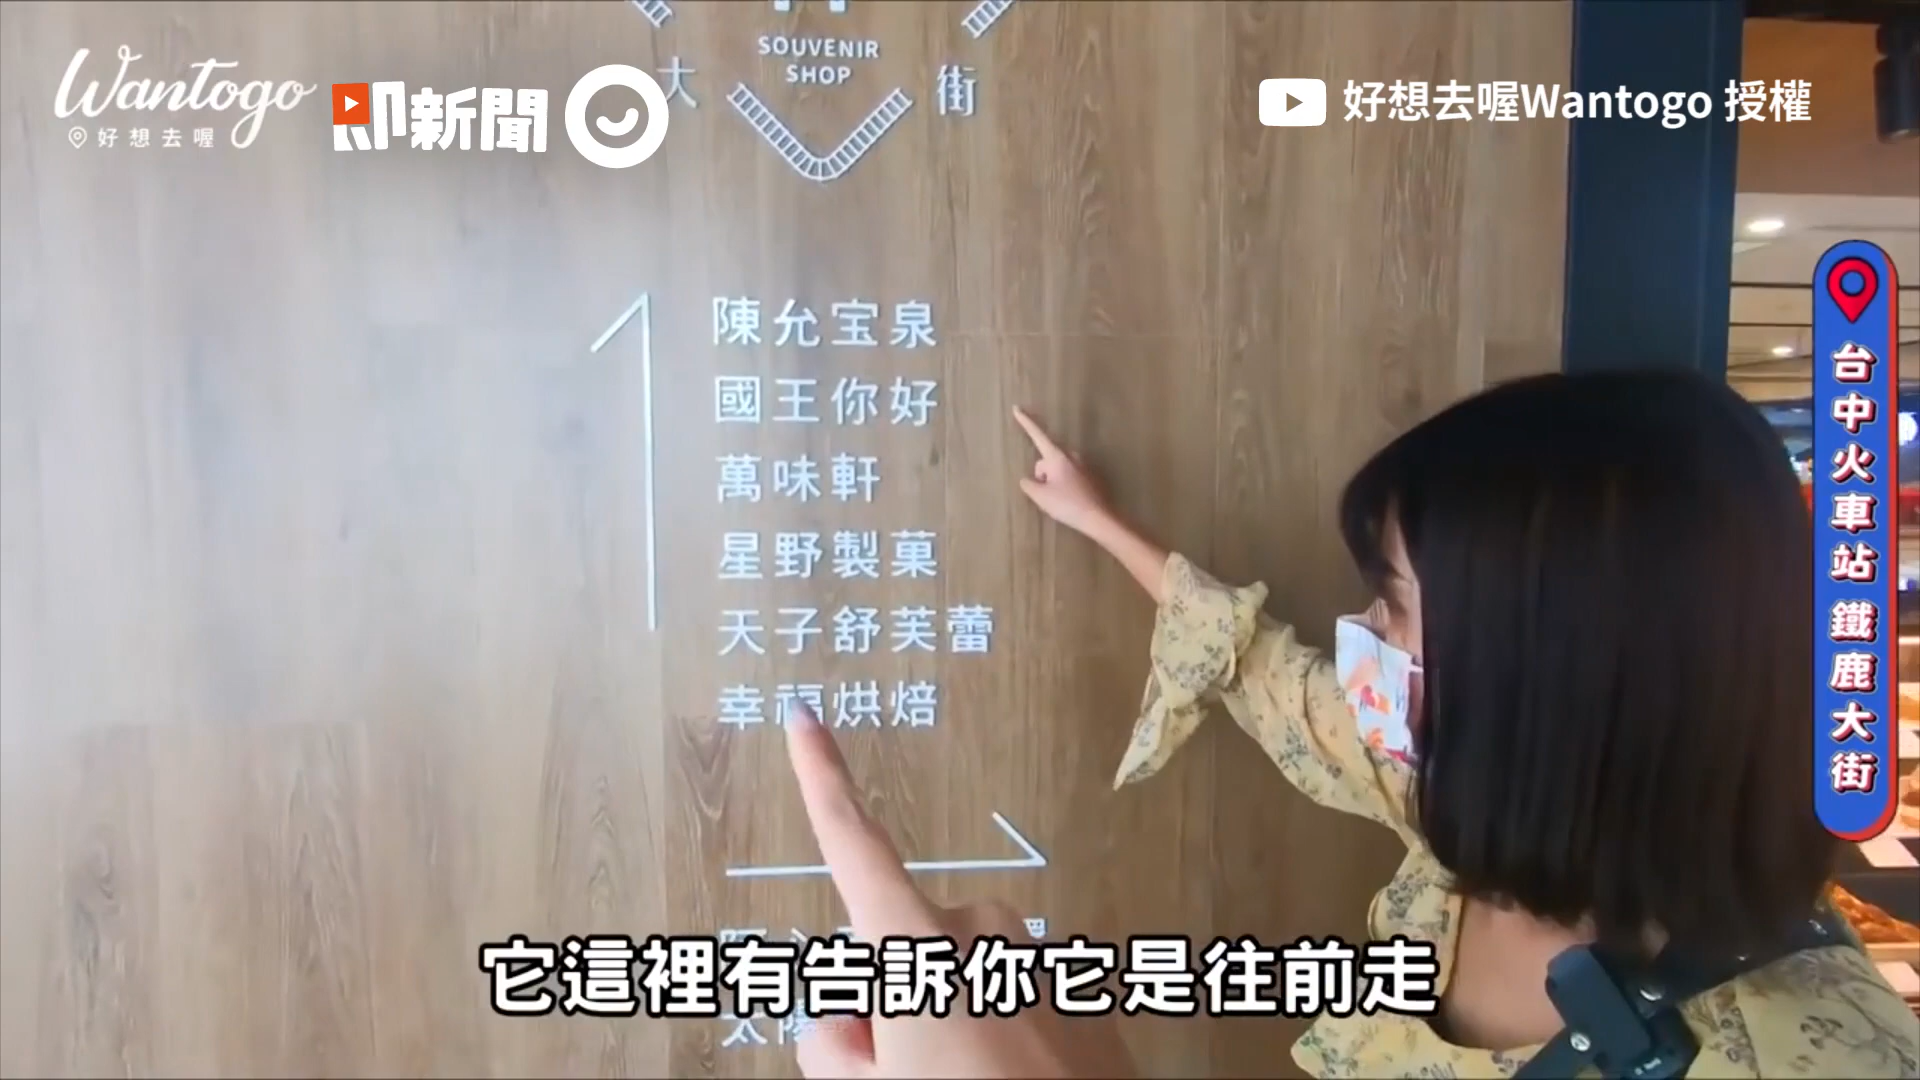 Wantogo
好想去喔
即新聞
好想去喔Wantogo 授權
SOUVENIR
SHOP
大 街
陳允宝泉
國王你好
萬味軒
星野製菓
天子舒芙蕾
幸福烘焙
台中火車站 鐵鹿大街
它這裡有告訴你它是往前走
太陽